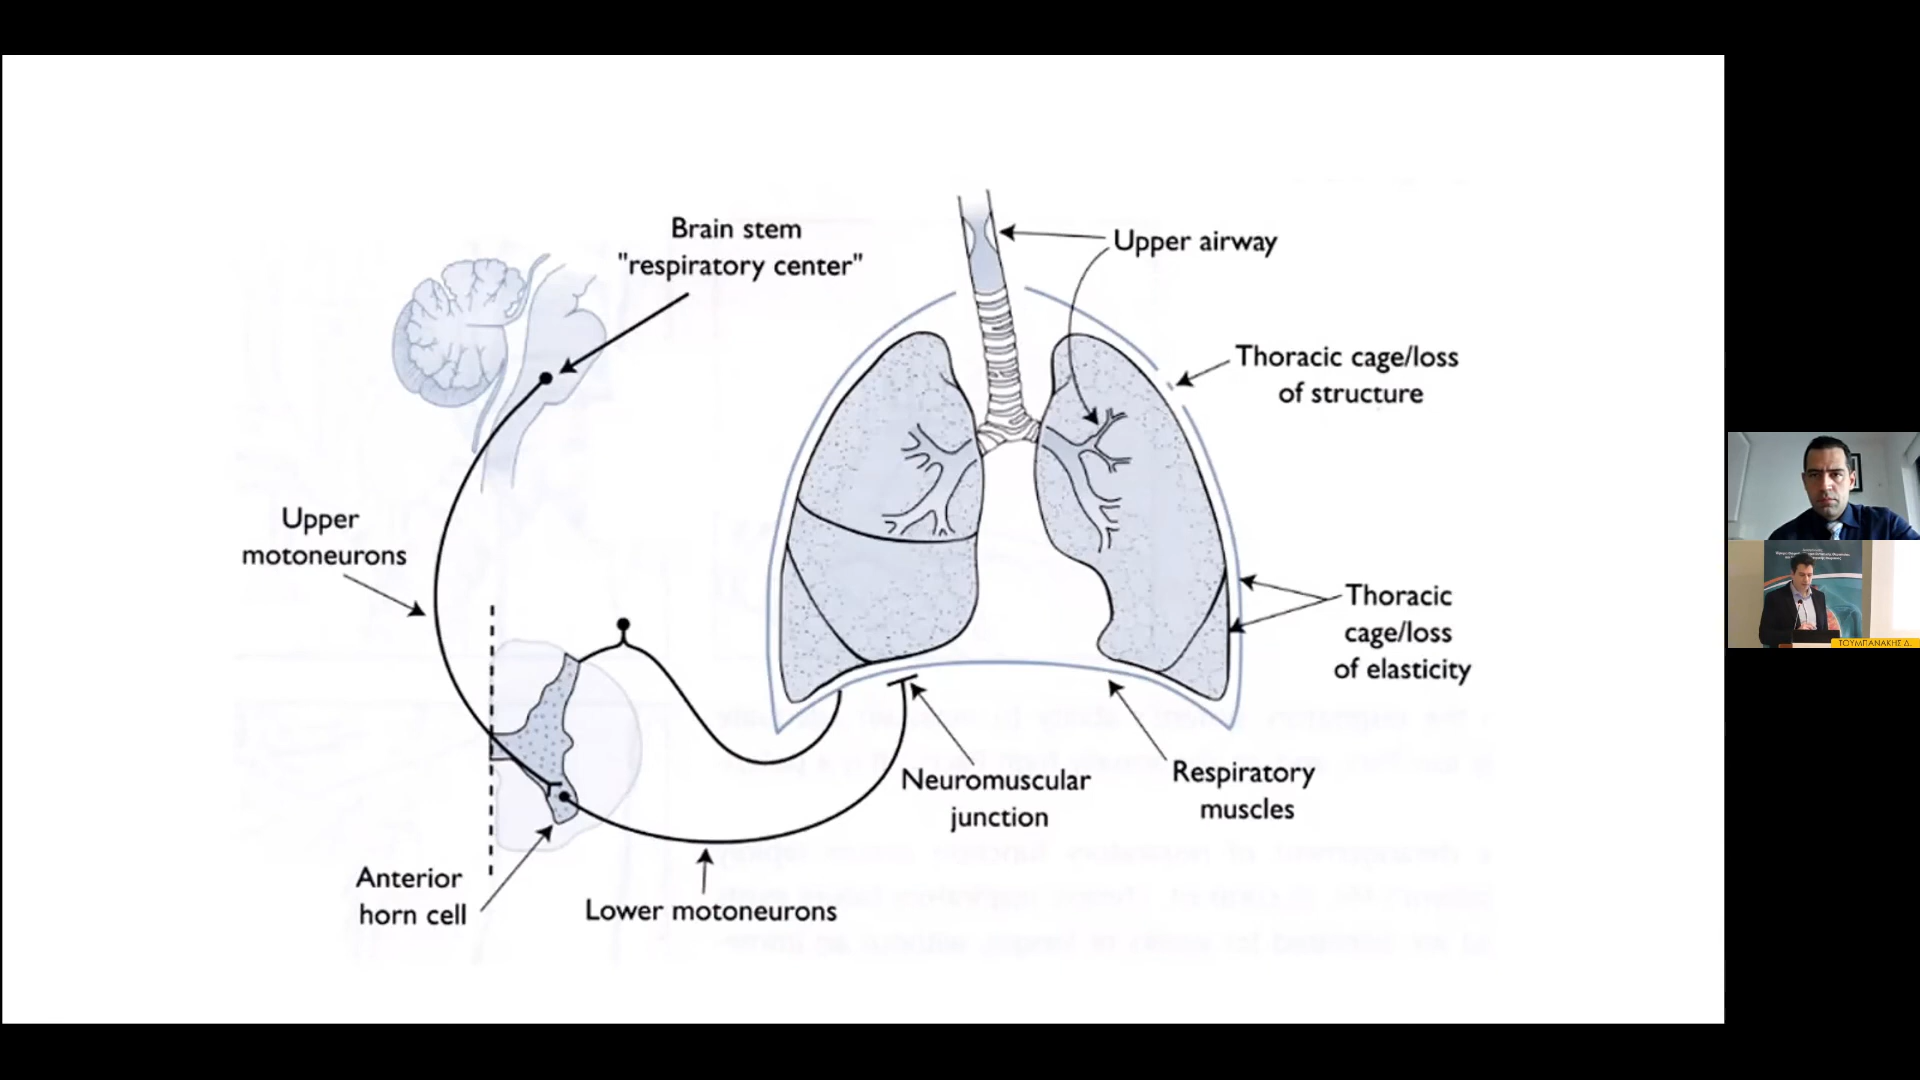 Brain stem
"respiratory center"
Upper airway
Thoracic cage/loss
of structure
Upper
motoneurons
Thoracic
cage/loss
of elasticity
Neuromuscular
junction
Respiratory
muscles
Anterior
horn cell
Lower motoneurons
ΤΟΥΜΠΑΝΑΚΗΣ Δ.